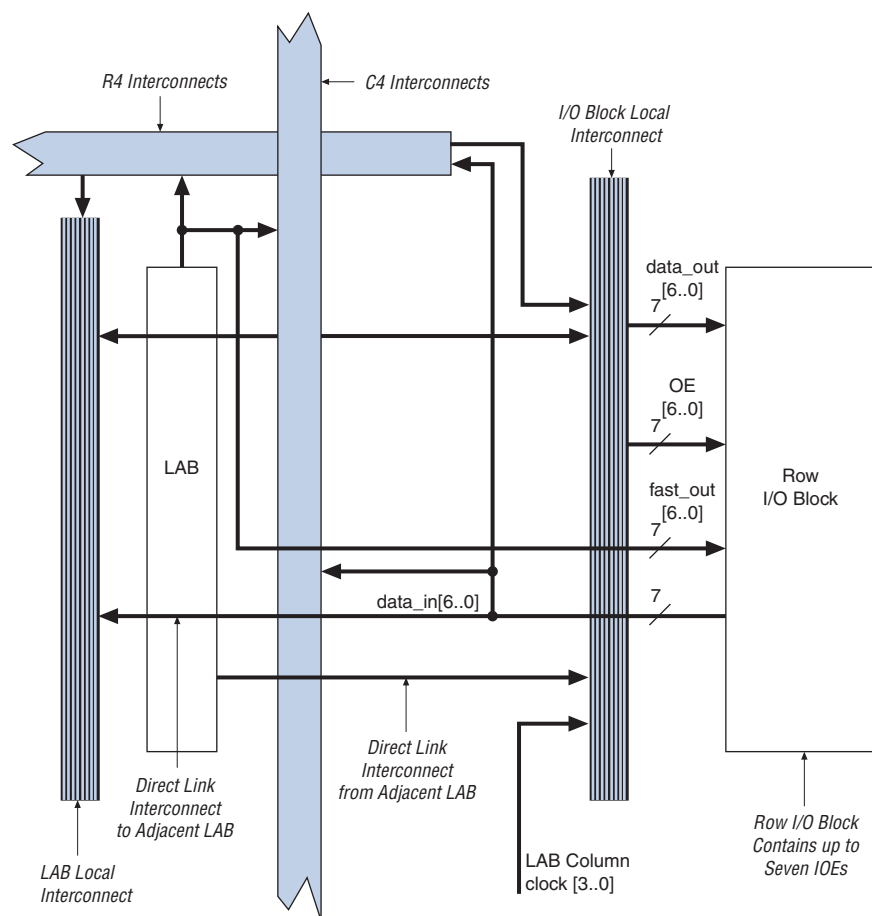 R4 Interconnects
C4 Interconnects
I/O Block Local
Interconnect
data_out
[6..0]
7
OE
[6..0]
7
LAB
Row
I/O Block
fast_out
[6..0]
7
data_in[6..0]
7
Direct Link
Interconnect
to Adjacent LAB
Direct Link
Interconnect
from Adjacent LAB
LAB Local
Interconnect
LAB Column
clock [3..0]
Row I/O Block
Contains up to
Seven IOEs